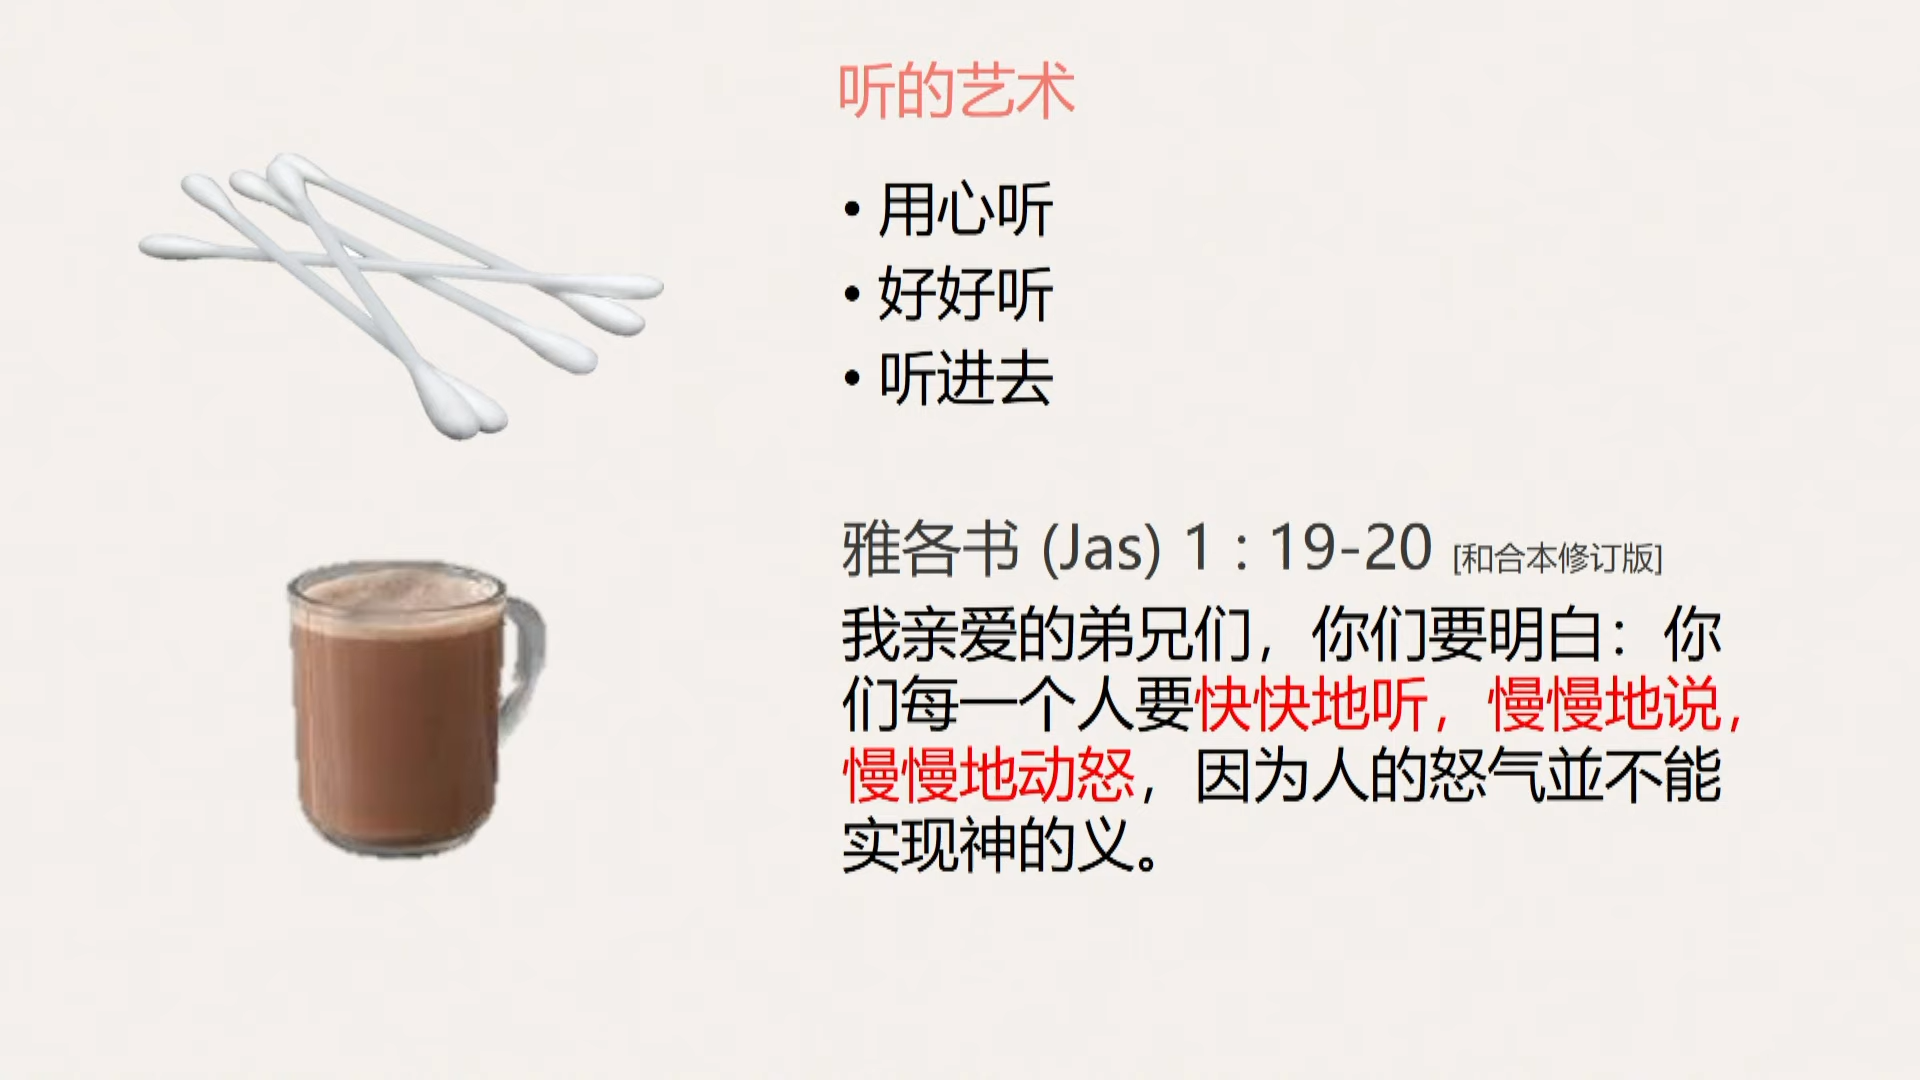 听的艺术
• 用心听
• 好好听
• 听进去
雅各书 (Jas) 1 : 19-20 [和合本修订版]
我亲爱的弟兄们，你们要明白：你
们每一个人要快快地听，慢慢地说，
慢慢地动怒，因为人的怒气並不能
实现神的义。